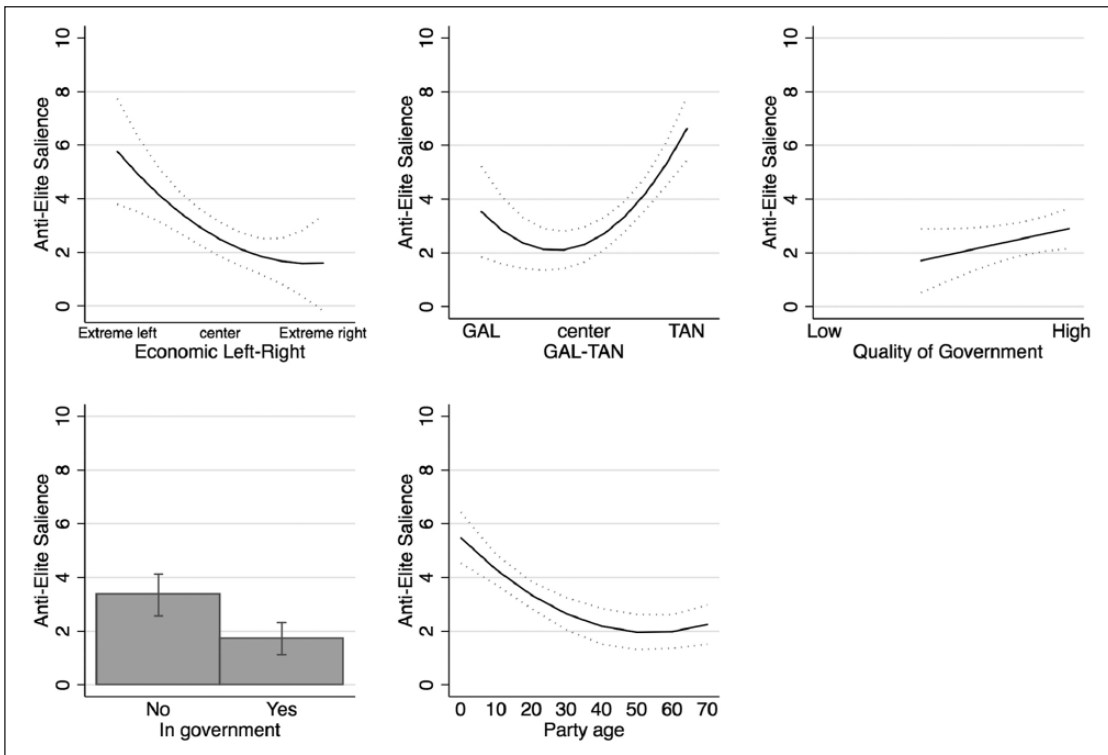 Anti-Elite Salience
10
8
6
4
2
0
Extreme left center Extreme right
Economic Left-Right
Anti-Elite Salience
10
8
6
4
2
0
GAL center TAN
GAL-TAN
Anti-Elite Salience
10
8
6
4
2
0
Low High
Quality of Government
Anti-Elite Salience
10
8
6
4
2
0
No Yes
In government
Anti-Elite Salience
10
8
6
4
2
0
0 10 20 30 40 50 60 70
Party age